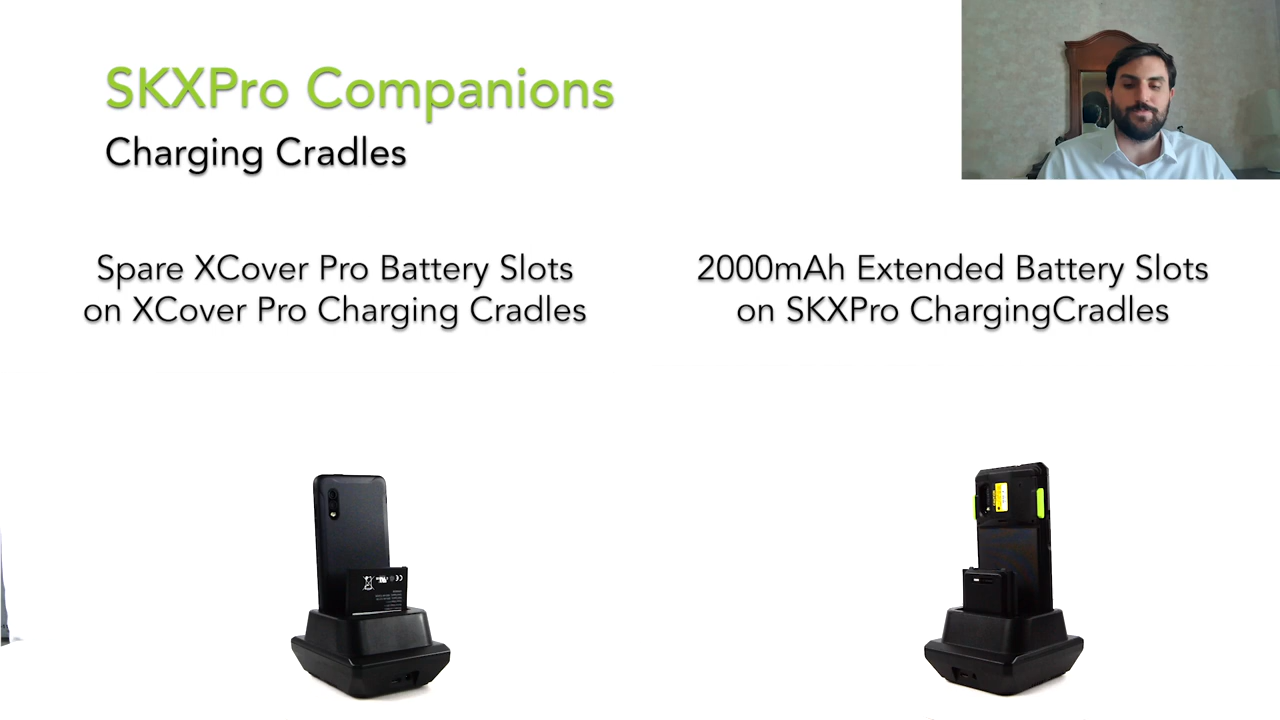 SKXPro Companions
Charging Cradles
Spare XCover Pro Battery Slots
on XCover Pro Charging Cradles
2000mAh Extended Battery Slots
on SKXPro ChargingCradles